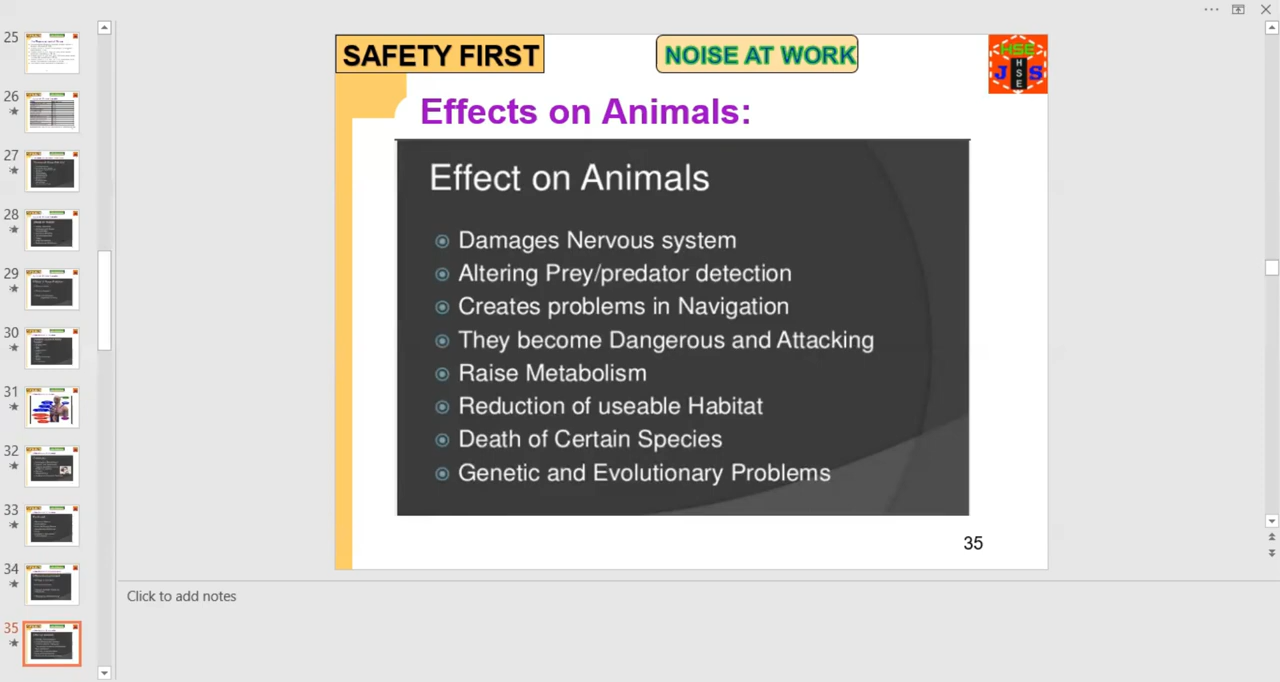 SAFETY FIRST
NOISE AT WORK
HSE
J HSE S
Effects on Animals:
Effect on Animals
Damages Nervous system
Altering Prey/predator detection
Creates problems in Navigation
They become Dangerous and Attacking
Raise Metabolism
Reduction of useable Habitat
Death of Certain Species
Genetic and Evolutionary Problems
35
Click to add notes
25
26
27
28
29
30
31
32
33
34
35